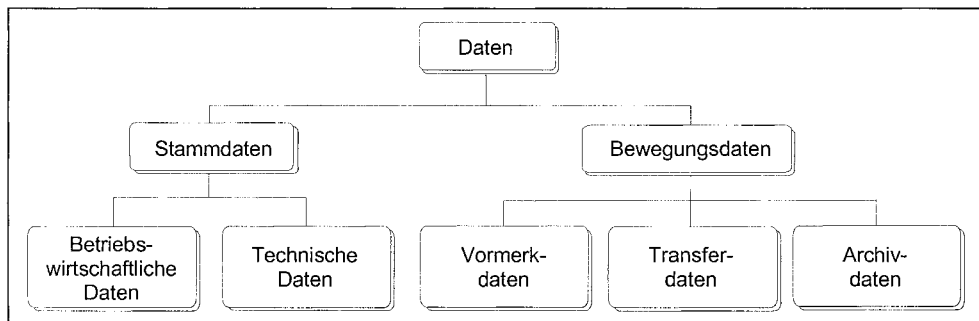 Daten
Stammdaten
Bewegungsdaten
Betriebs-
wirtschaftliche
Daten
Technische
Daten
Vormerk-
daten
Transfer-
daten
Archiv-
daten